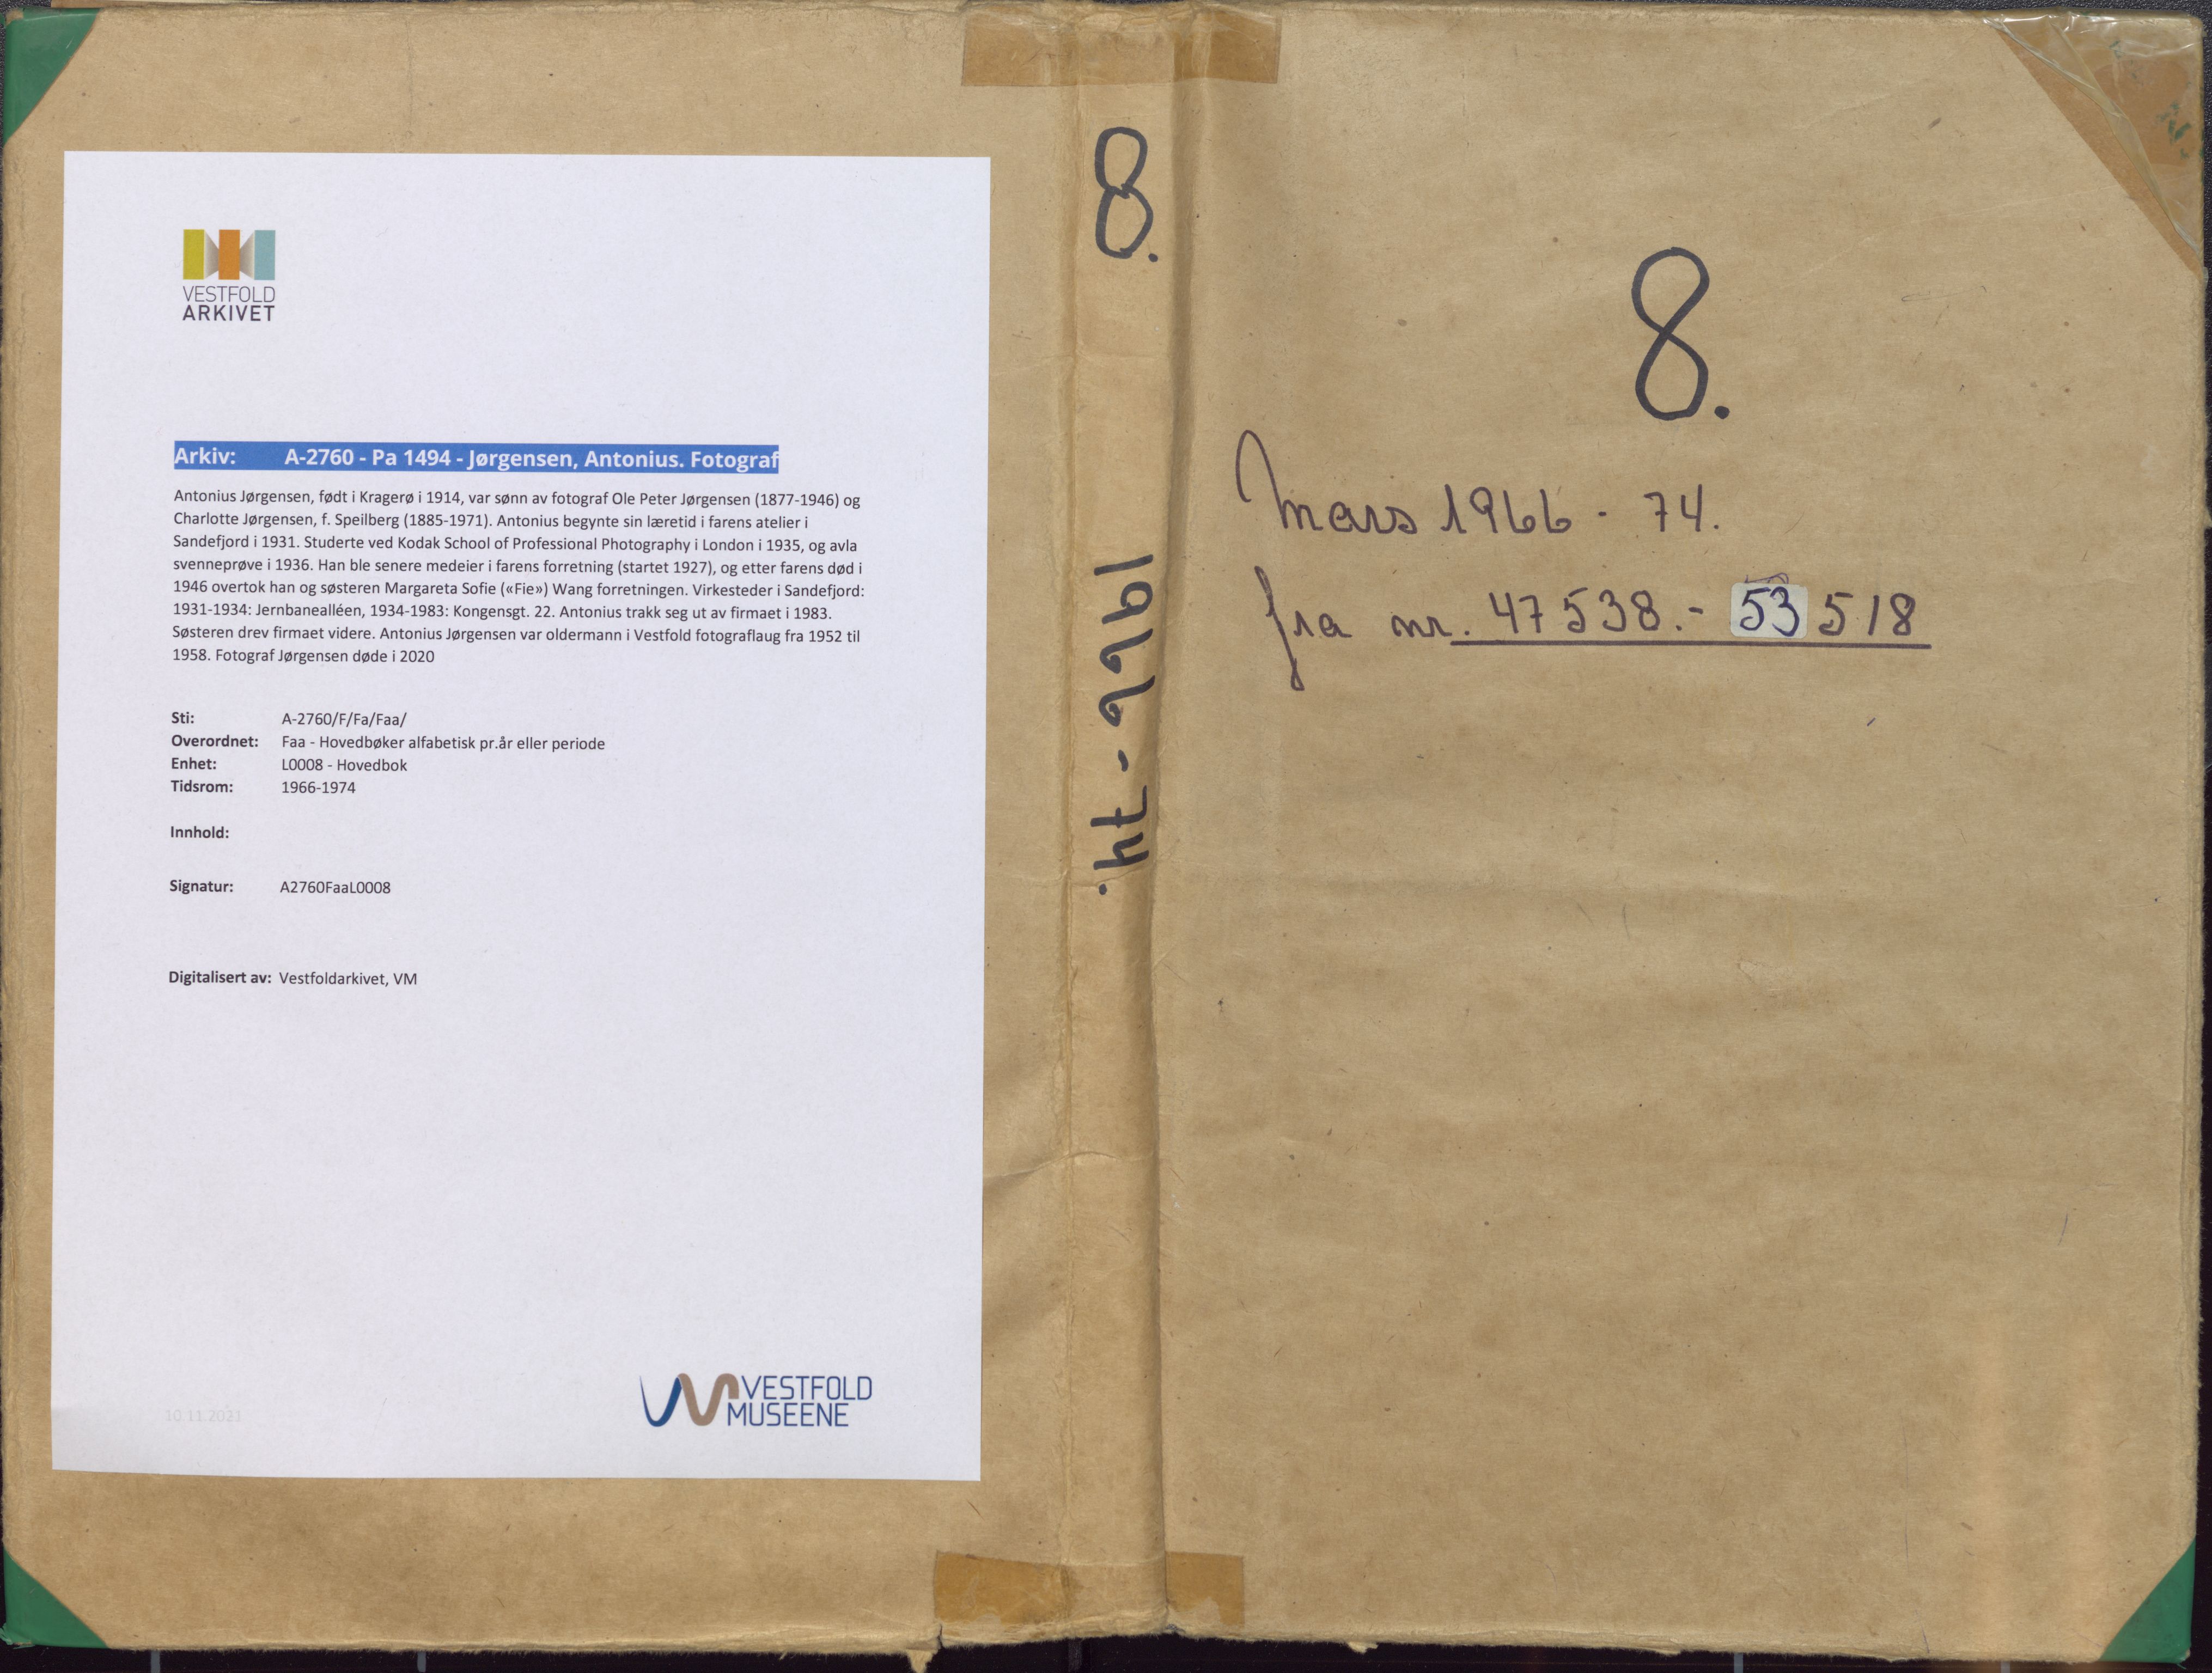 VESTFOLD
ARKIVET
Arkiv: A-2760 - Pa 1494 - Jørgensen, Antonius. Fotograf
Antonius Jørgensen, født i Kragerø i 1914, var sønn av fotograf Ole Peter Jørgensen (1877-1946) og
Charlotte Jørgensen, f. Speilberg (1885-1971). Antonius begynte sin læretid i farens atelier i
Sandefjord i 1931. Studerte ved Kodak School of Professional Photography i London i 1935, og avla
svenneprøve i 1936. Han ble senere medeier i farens forretning (startet 1927), og etter farens død i
1946 overtok han og søsteren Margareta Sofie («Fie») Wang forretningen. Virkesteder i Sandefjord:
1931-1934: Jernbanealléen, 1934-1983: Kongensgt. 22. Antonius trakk seg ut av firmaet i 1983.
Søsteren drev firmaet videre. Antonius Jørgensen var oldermann i Vestfold fotograflaug fra 1952 til
1958. Fotograf Jørgensen døde i 2020
Sti: A-2760/F/Fa/Faa/
Overordnet: Faa - Hovedbøker alfabetisk pr.år eller periode
Enhet: L0008 - Hovedbok
Tidsrom: 1966-1974
Innhold:
Signatur: A2760FaaL0008
Digitalisert av: Vestfoldarkivet, VM
10.11.2021
VESTFOLD
MUSEENE
8.
1966-74.
8.
Mars 1966 - 74.
fra nr. 47538.- 53518